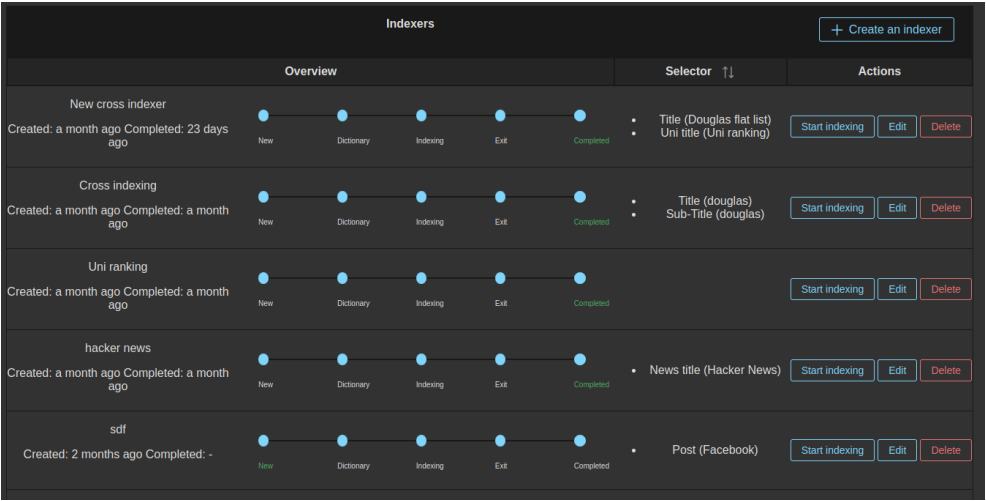 Indexers
+ Create an indexer
Overview
Selector
Actions
New cross indexer
Created: a month ago Completed: 23 days
ago
New
Dictionary
Indexing
Exit
Completed
• Title (Douglas flat list)
• Uni title (Uni ranking)
Start indexing
Edit
Delete
Cross indexing
Created: a month ago Completed: a month
ago
New
Dictionary
Indexing
Exit
Completed
• Title (douglas)
• Sub-Title (douglas)
Start indexing
Edit
Delete
Uni ranking
Created: a month ago Completed: a month
ago
New
Dictionary
Indexing
Exit
Completed
Start indexing
Edit
Delete
hacker news
Created: a month ago Completed: a month
ago
New
Dictionary
Indexing
Exit
Completed
• News title (Hacker News)
Start indexing
Edit
Delete
sdf
Created: 2 months ago Completed: -
New
Dictionary
Indexing
Exit
Completed
• Post (Facebook)
Start indexing
Edit
Delete